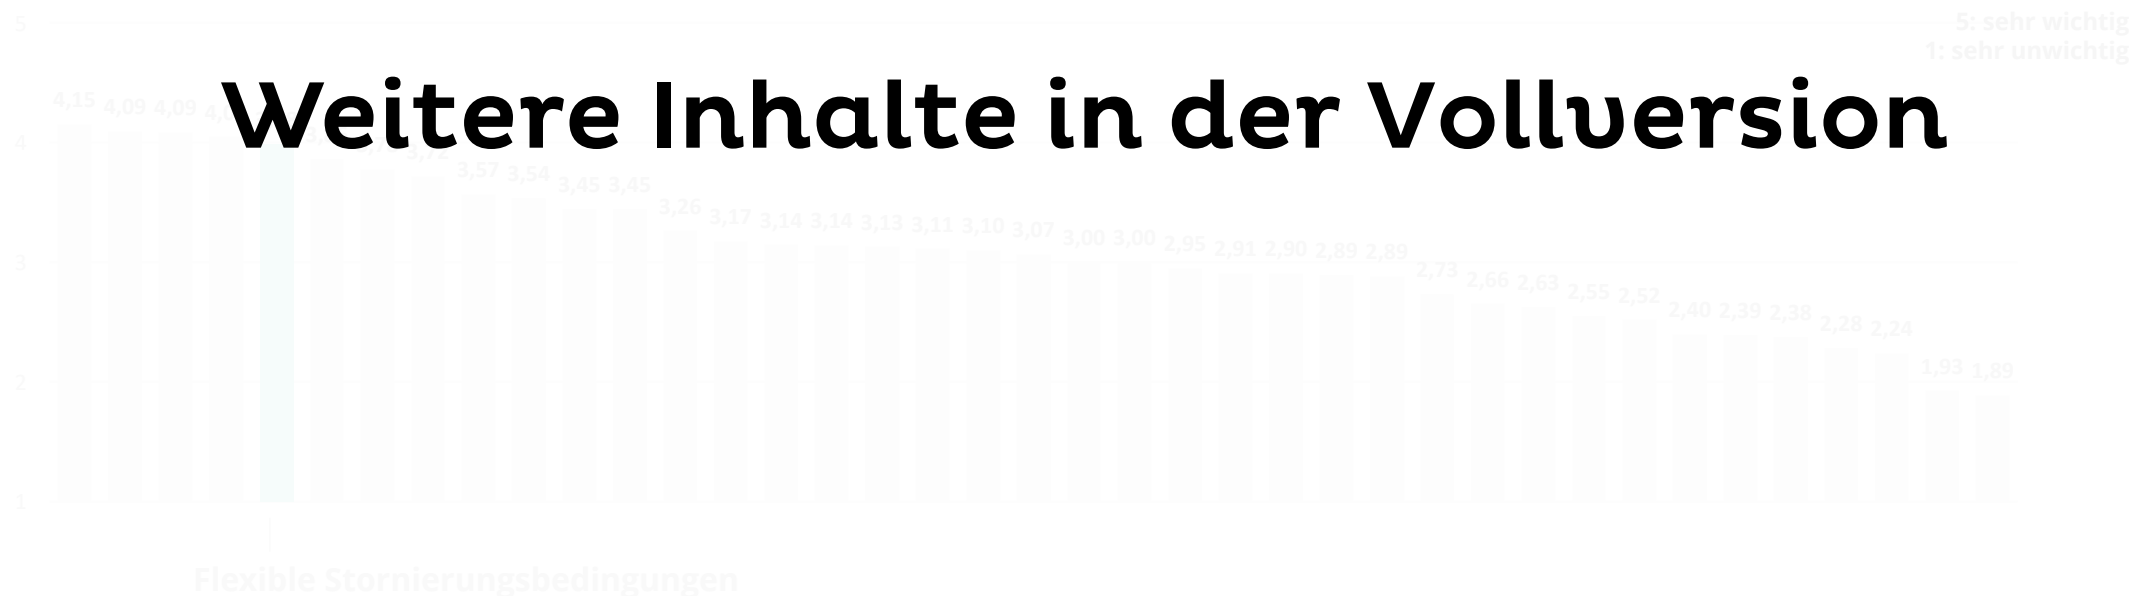 5
5: sehr wichtig
1: sehr unwichtig
Weitere Inhalte in der Vollversion
4,15 4,09 4,09
3,72
4
3,57 3,54 3,45 3,45
3,26 3,17 3,14 3,14 3,13 3,11 3,10 3,07 3,00 3,00 2,95 2,91 2,90 2,89 2,89
3
2,73 2,66 2,63 2,55 2,52 2,40 2,39 2,38 2,28 2,24
1,93 1,89
2
1
Flexible Stornierungsbedingungen